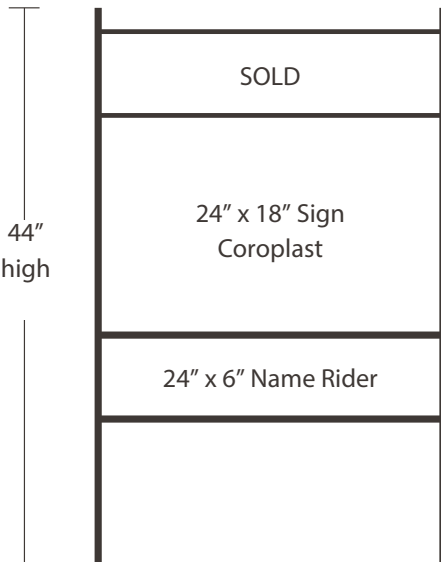 SOLD
24” x 18” Sign
Coroplast
44”
high
24” x 6” Name Rider